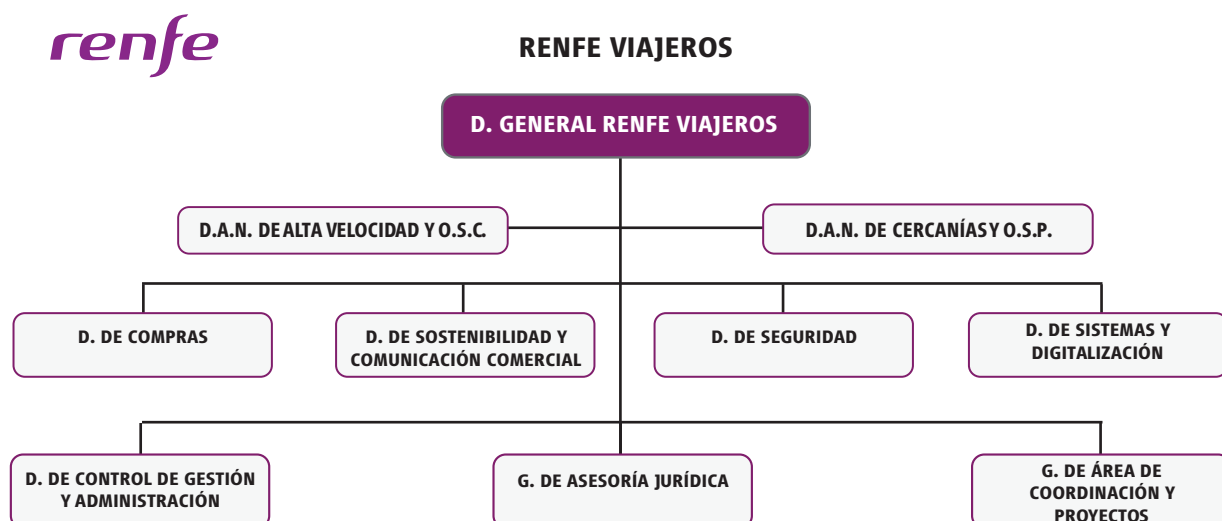 renfe
RENFE VIAJEROS
D. GENERAL RENFE VIAJEROS
D.A.N. DE ALTA VELOCIDAD Y O.S.C.
D.A.N. DE CERCANÍAS Y O.S.P.
D. DE COMPRAS
D. DE SOSTENIBILIDAD Y
COMUNICACIÓN COMERCIAL
D. DE SEGURIDAD
D. DE SISTEMAS Y
DIGITALIZACIÓN
D. DE CONTROL DE GESTIÓN
Y ADMINISTRACIÓN
G. DE ASESORÍA JURÍDICA
G. DE ÁREA DE
COORDINACIÓN Y
PROYECTOS